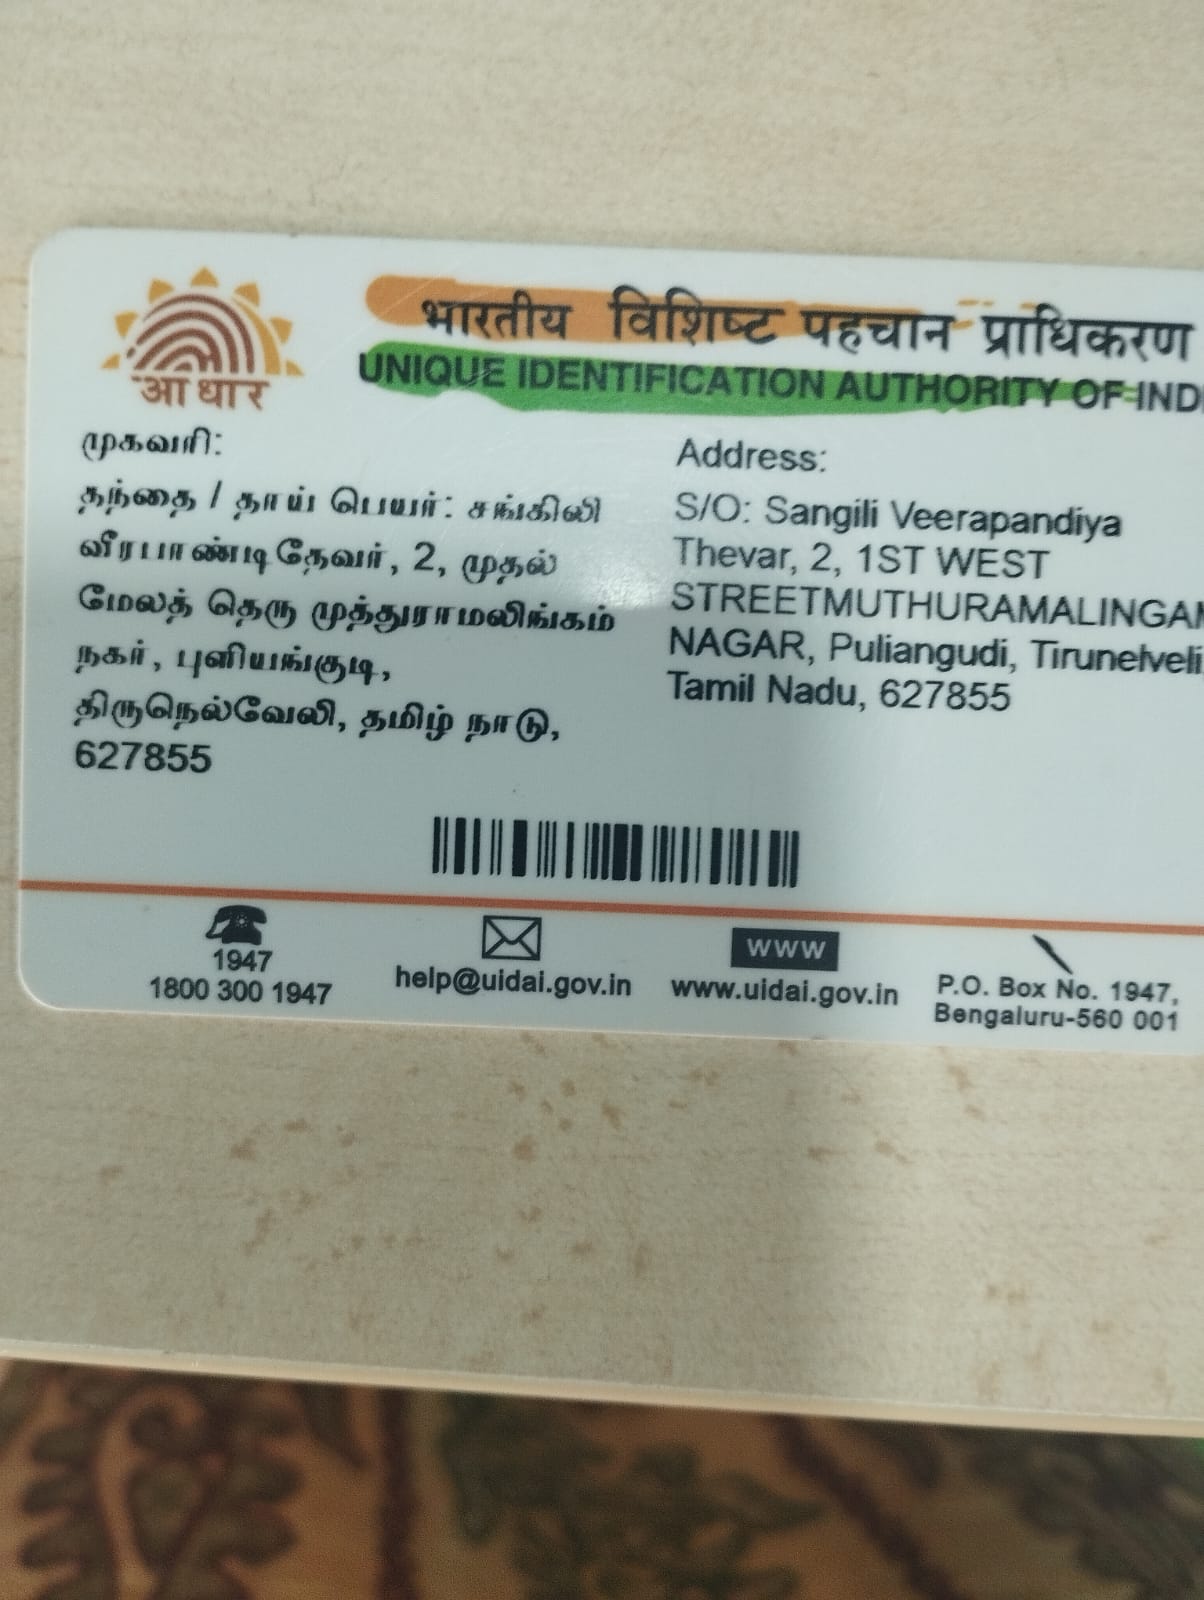 आधार
भारतीय विशिष्ट पहचान प्राधिकरण
UNIQUE IDENTIFICATION AUTHORITY OF IND
முகவரி:
தந்தை / தாய் பெயர்: சங்கிலி
வீரபாண்டி தேவர், 2, முதல்
மேலத் தெரு முத்துராமலிங்கம்
நகர், புளியங்குடி,
திருநெல்வேலி, தமிழ் நாடு,
627855
Address:
S/O: Sangili Veerapandiya
Thevar, 2, 1ST WEST
STREETMUTHURAMALINGAM
NAGAR, Puliangudi, Tirunelveli,
Tamil Nadu, 627855
1947
1800 300 1947
help@uidai.gov.in
www
www.uidai.gov.in
P.O. Box No. 1947,
Bengaluru-560 001